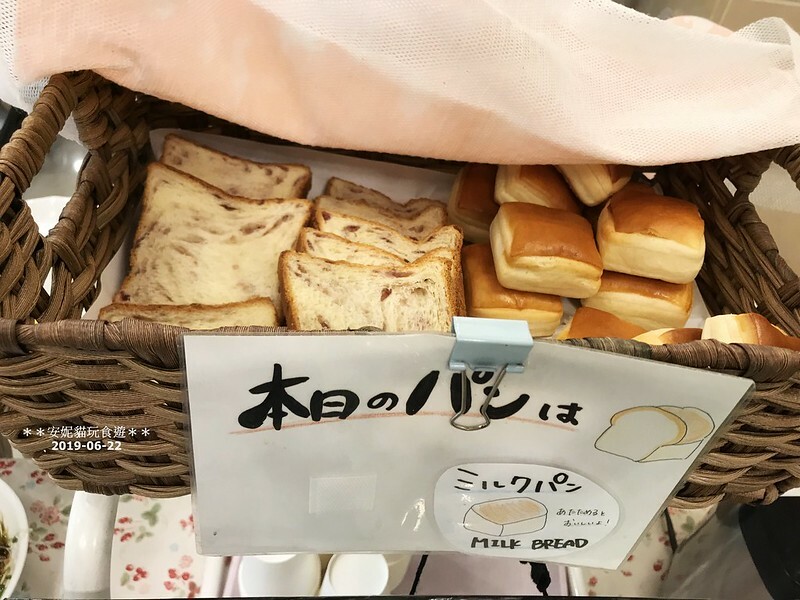 本日のパンは
ミルクパン
あたためると
おいしいよ!
MILK BREAD
**安妮貓玩食遊**
2019-06-22